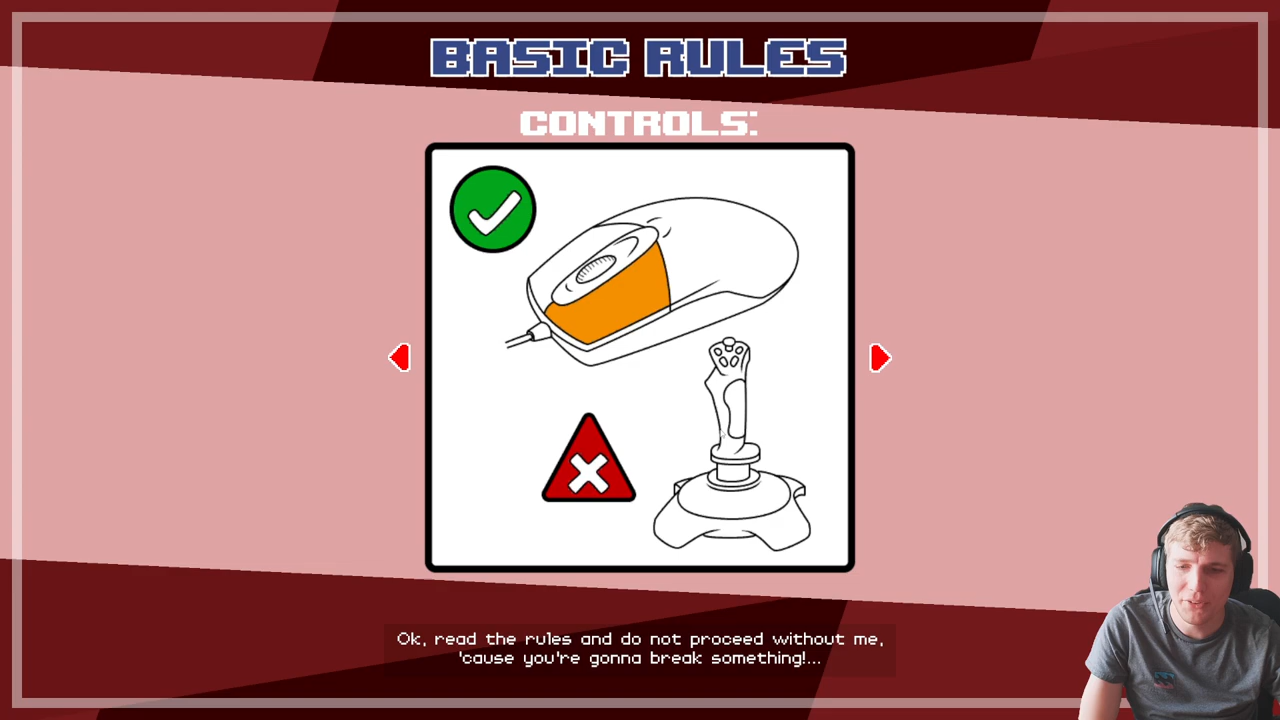 BASIC RULES
CONTROLS:
Ok, read the rules and do not proceed without me,
'cause you're gonna break something!...